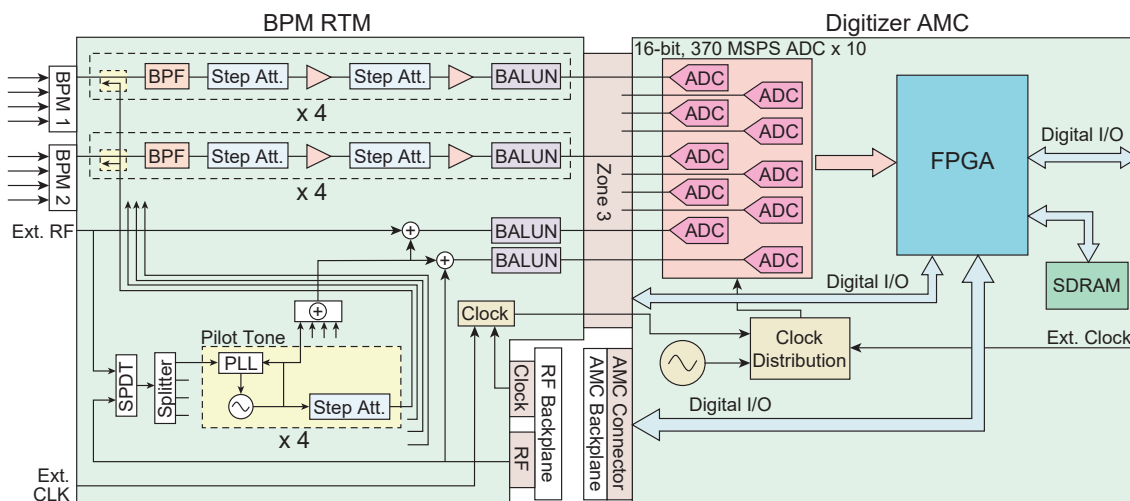 BPM RTM
Digitizer AMC
16-bit, 370 MSPS ADC x 10
BPM 1
BPF
Step Att.
Step Att.
BALUN
x 4
ADC
ADC
ADC
ADC
BPM 2
BPF
Step Att.
Step Att.
BALUN
x 4
Zone 3
ADC
ADC
ADC
ADC
FPGA
Digital I/O
Ext. RF
BALUN
ADC
BALUN
ADC
Digital I/O
SDRAM
Pilot Tone
Clock
Clock
Distribution
Ext. Clock
SPDT
Splitter
PLL
Step Att.
x 4
Clock
RF
RF Backplane
AMC Backplane
AMC Connector
Digital I/O
Ext.
CLK